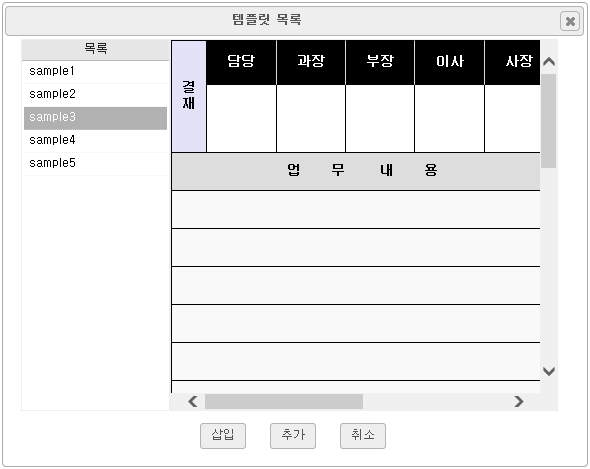 템플릿 목록
목록
sample1
sample2
sample3
sample4
sample5
결재
담당 과장 부장 이사 사장
업 무 내 용
삽입 추가 취소